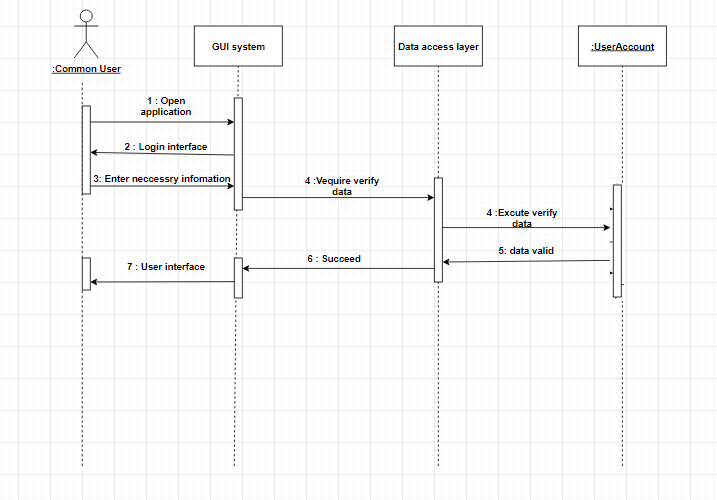 GUI system
Data access layer
:UserAccount
:Common User
1 : Open
application
2 : Login interface
3: Enter neccessry infomation
4 :Vequire verify
data
4 :Excute verify
data
5: data valid
6 : Succeed
7 : User interface